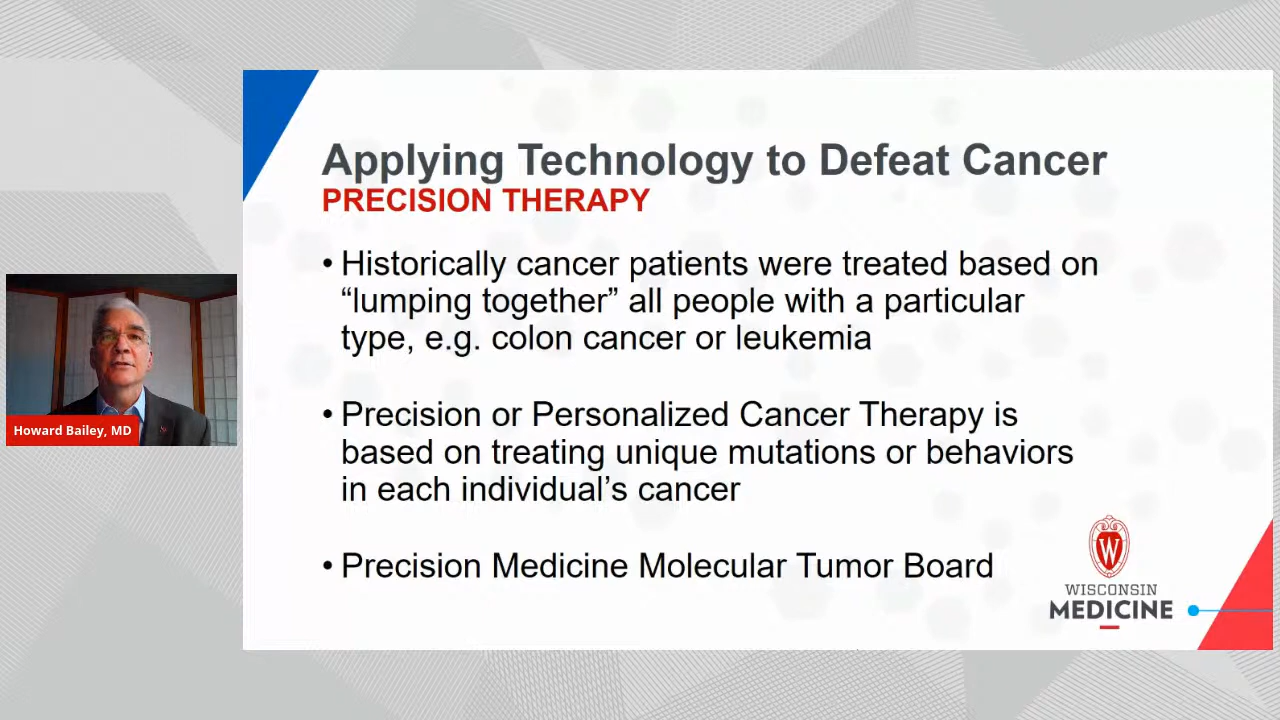 Applying Technology to Defeat Cancer
PRECISION THERAPY
• Historically cancer patients were treated based on
“lumping together” all people with a particular
type, e.g. colon cancer or leukemia
• Precision or Personalized Cancer Therapy is
based on treating unique mutations or behaviors
in each individual’s cancer
• Precision Medicine Molecular Tumor Board
Howard Bailey, MD
W
WISCONSIN
MEDICINE